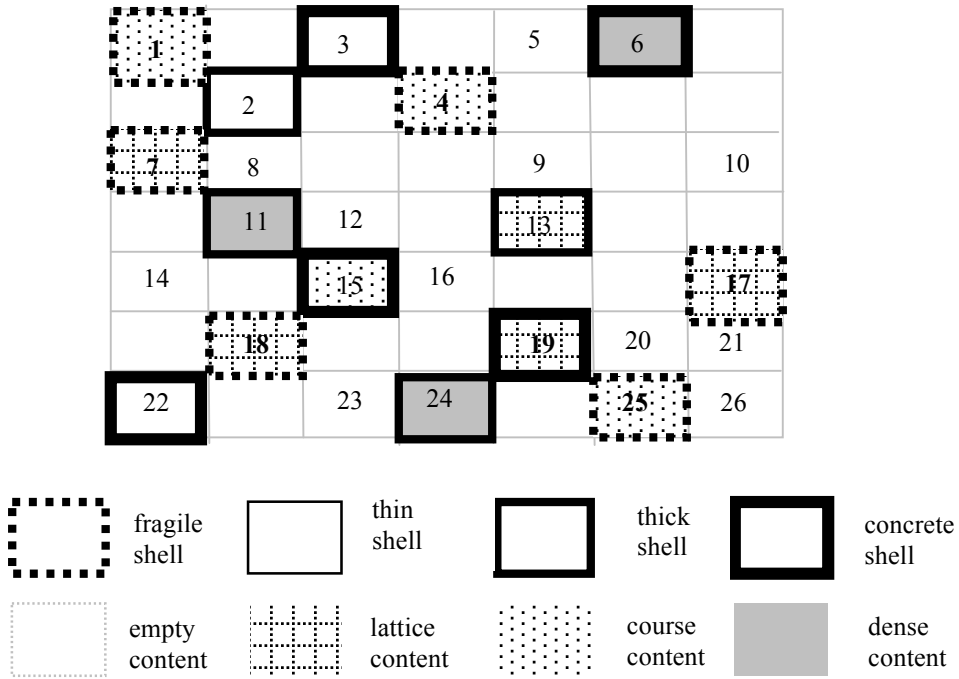 1 3 5 6
2 4
7 8 9 10
11 12 13
14 15 16 17
18 19 20 21
22 23 24 25 26
fragile shell
thin shell
thick shell
concrete shell
empty content
lattice content
course content
dense content